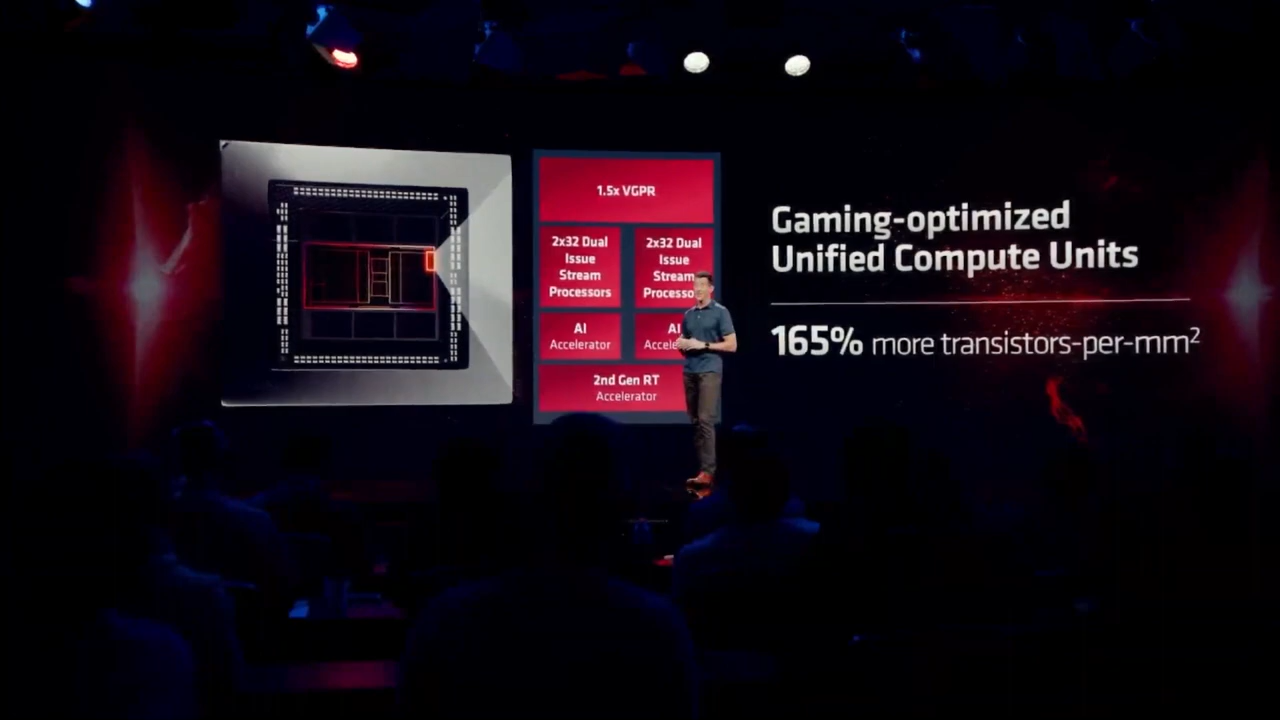 1.5x VGPR
2x32 Dual
Issue
Stream
Processors
2x32 Dual
Issue
Stream
AI
Accelerator
AI
2nd Gen RT
Accelerator
Gaming-optimized
Unified Compute Units
165% more transistors-per-mm²